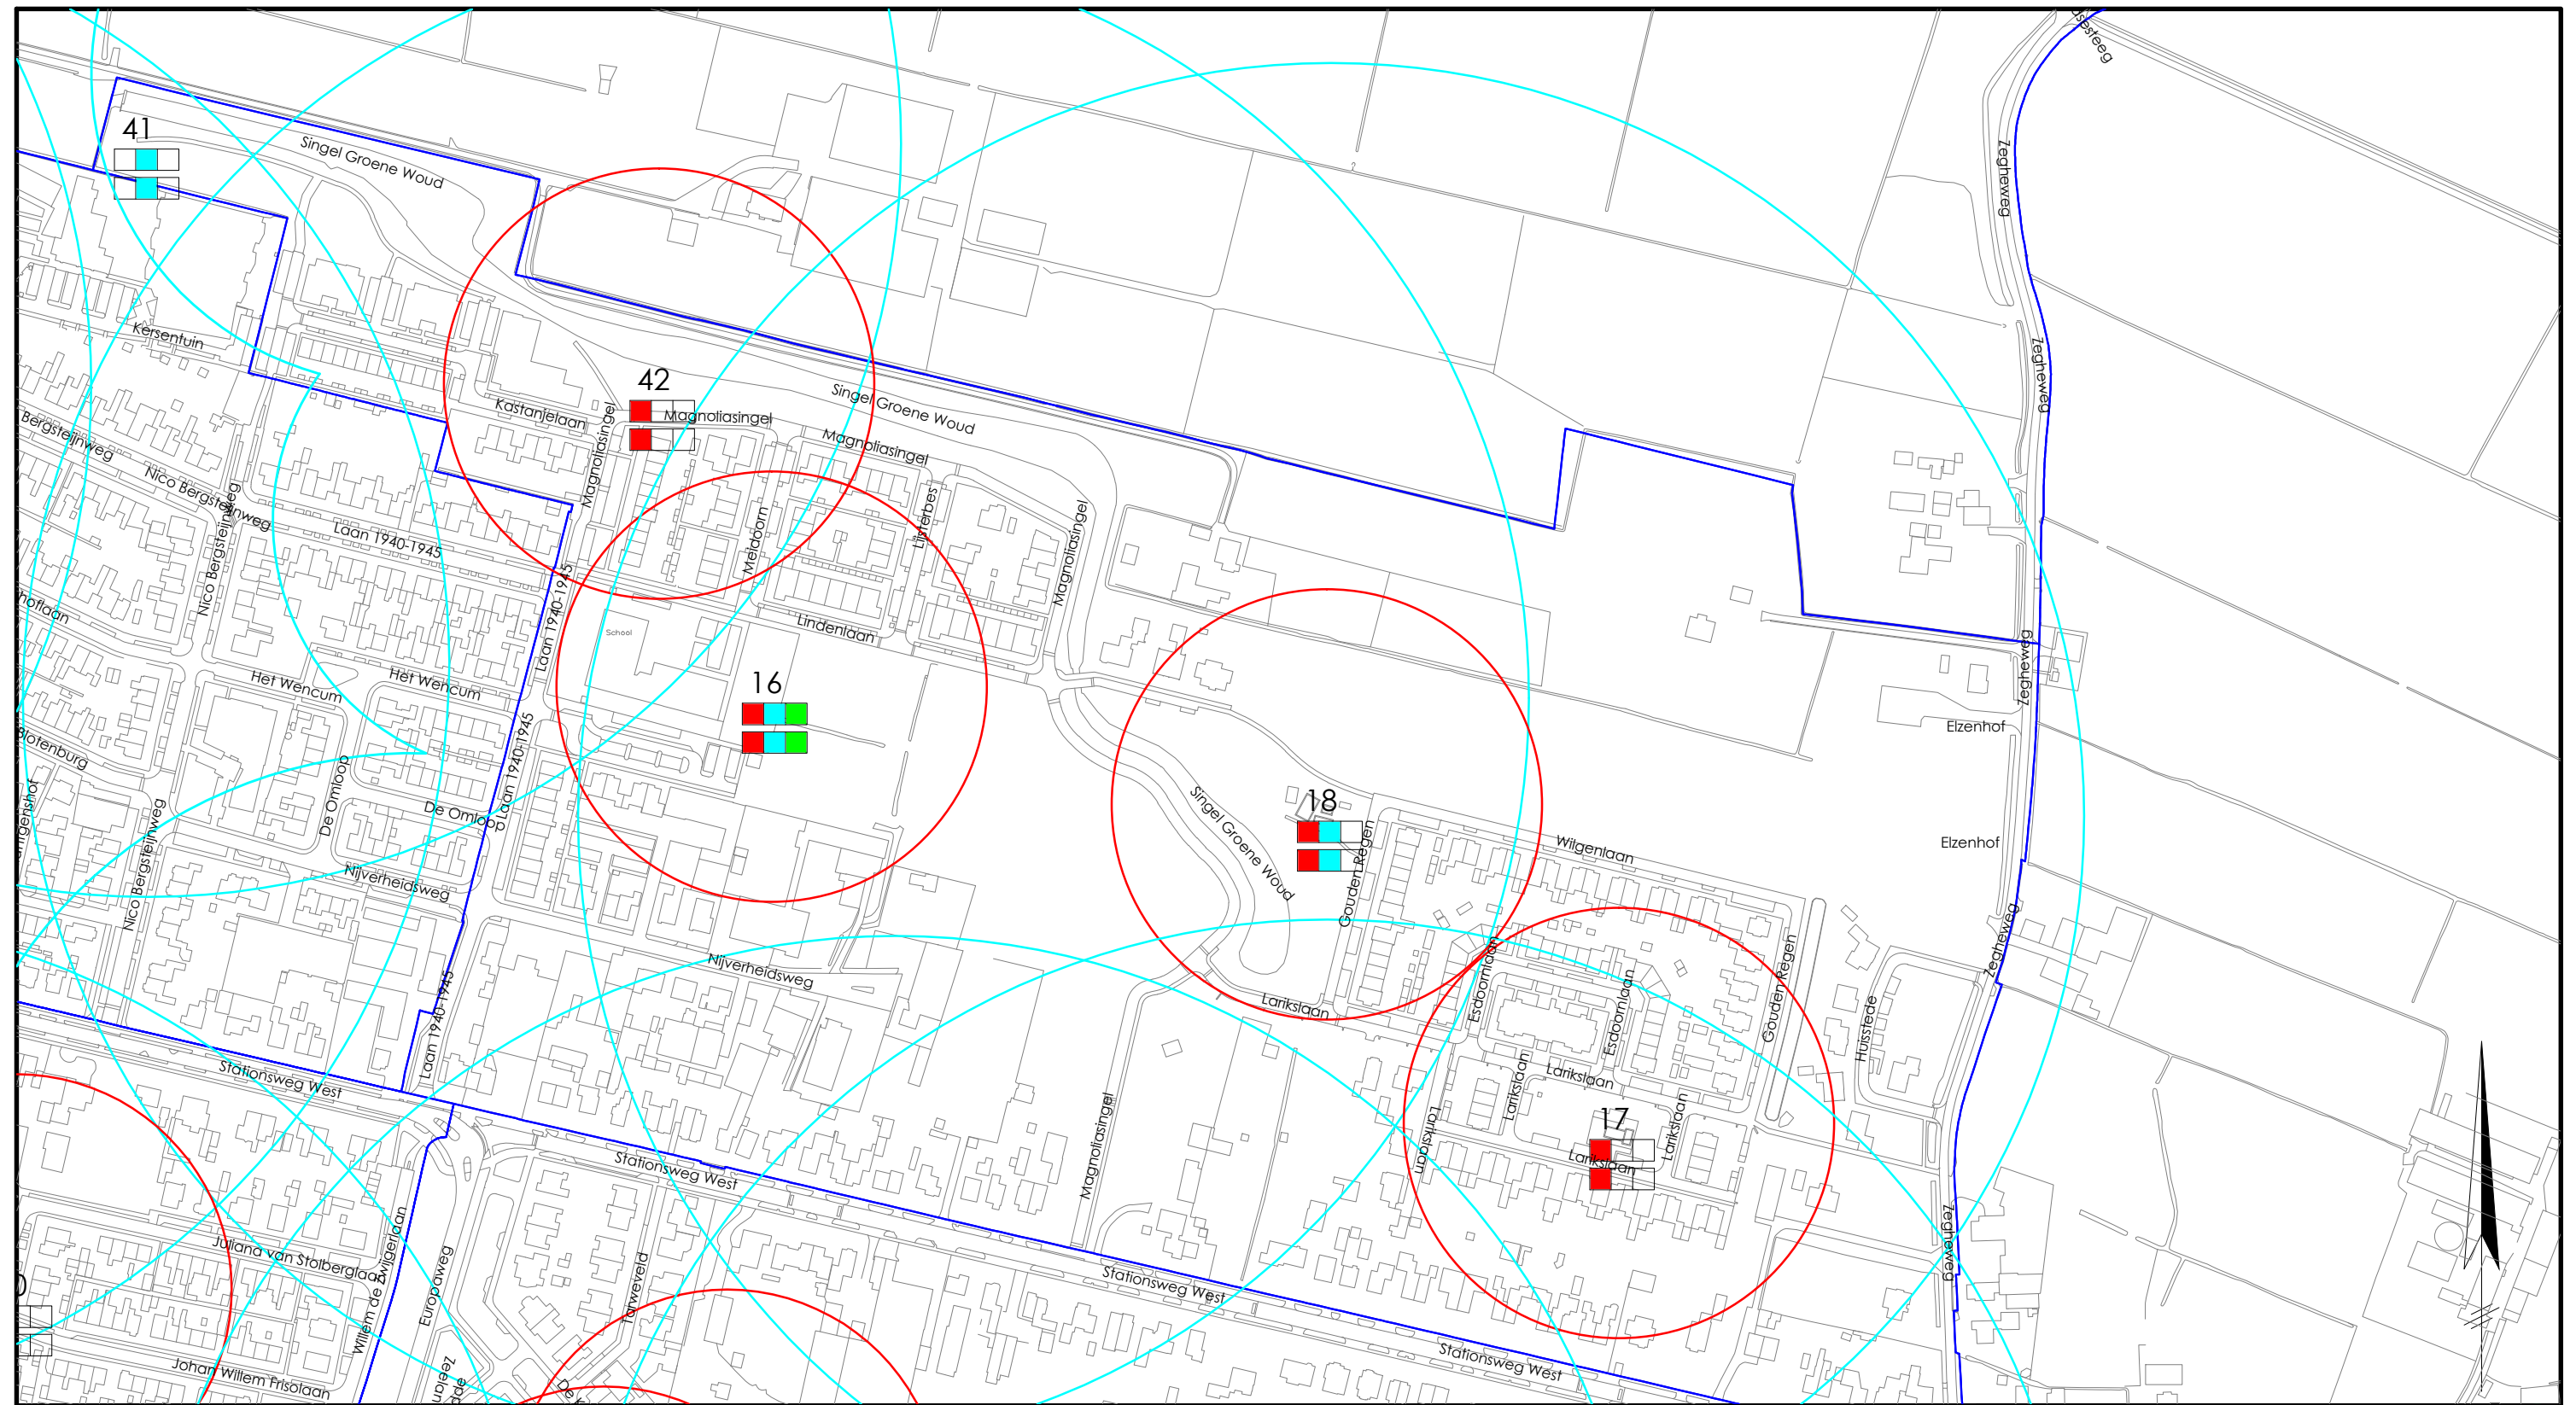 41
Singel Groene Woud
Zegheweg
Kersentuin
Zegheweg
42
Kastanjelaan
Magnoliasingel
Magnoliasingel
Singel Groene Woud
Magnoliasingel
Bergsteijnweg
Nico Bergsteijnweg
Nico Bergsteijnweg
Laan 1940-1945
Meidoorn
Lijsterbes
Magnoliasingel
Laan 1940-1945
School
Lindenlaan
Zegheweg
Het Wencum
Het Wencum
16
Elzenhof
Laan 1940-1945
De Omloop
De Omloop
18
Singel Groene Woud
Gouden Regen
Wilgenlaan
Elzenhof
Nico Bergsteijnweg
Nijverheidsweg
Nijverheidsweg
Zegheweg
Esdoornlaan
Esdoornlaan
Gouden Regen
Larikslaan
Huisstede
Laan 1940-1945
Stationsweg West
Larikslaan
Larikslaan
Larikslaan
Larikslaan
17
Larikslaan
Magnoliasingel
Stationsweg West
Juliana van Stolberglaan
Willem de Zwijgerlaan
Europaweg
Torweveld
Zegheweg
Stationsweg West
Stationsweg West
Johan Willem Frisolaan